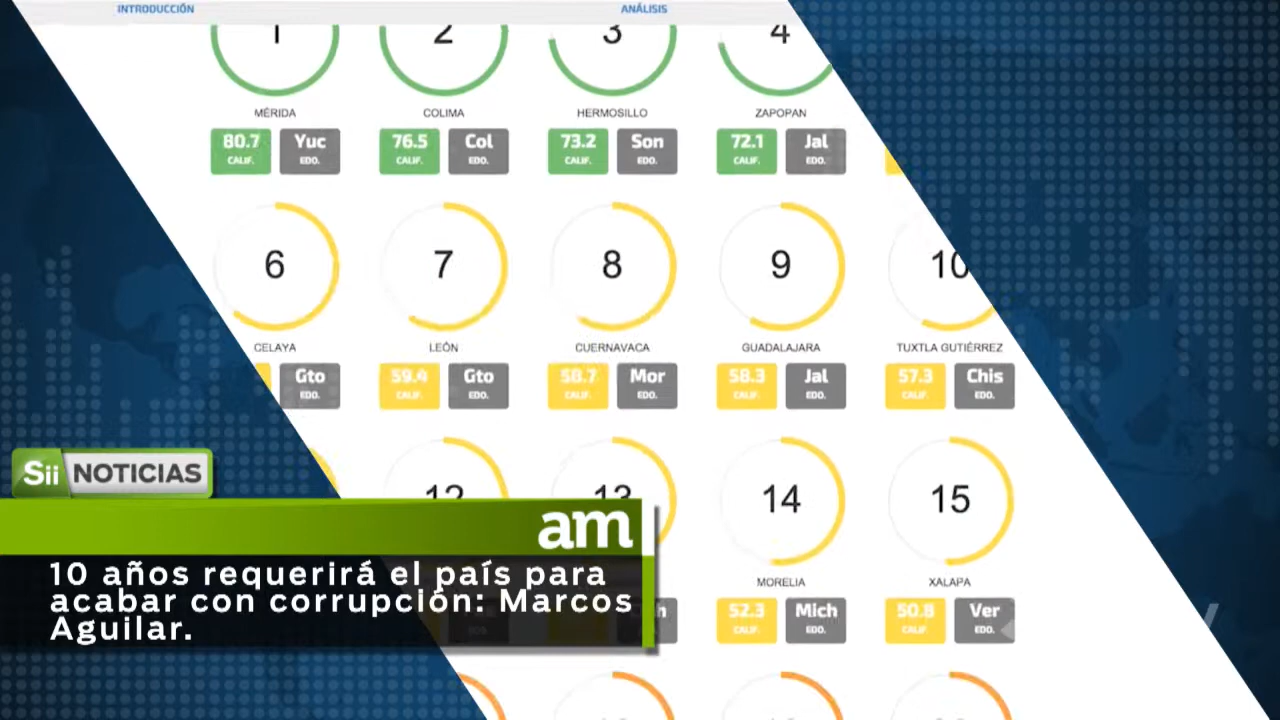 INTRODUCCIÓN ANÁLISIS
1 2 3 4
MÉRIDA COLIMA HERMOSILLO ZAPOPAN
80.7 Yuc 76.5 Col 73.2 Son 72.1 Jal
CALIF. EDO. CALIF. EDO. CALIF. EDO. CALIF. EDO.
6 7 8 9 10
CELAYA LEÓN CUERNAVACA GUADALAJARA TUXTLA GUTIÉRREZ
Gto 59.4 Gto 58.7 Mor 58.3 Jal 57.3 Chis
EDO. CALIF. EDO. CALIF. EDO. CALIF. EDO. CALIF. EDO.
12 13 14 15
MORELIA XALAPA
52.3 Mich 50.8 Ver
CALIF. EDO. CALIF. EDO.
Sii NOTICIAS
am
10 años requerirá el país para
acabar con corrupción: Marcos
Aguilar.